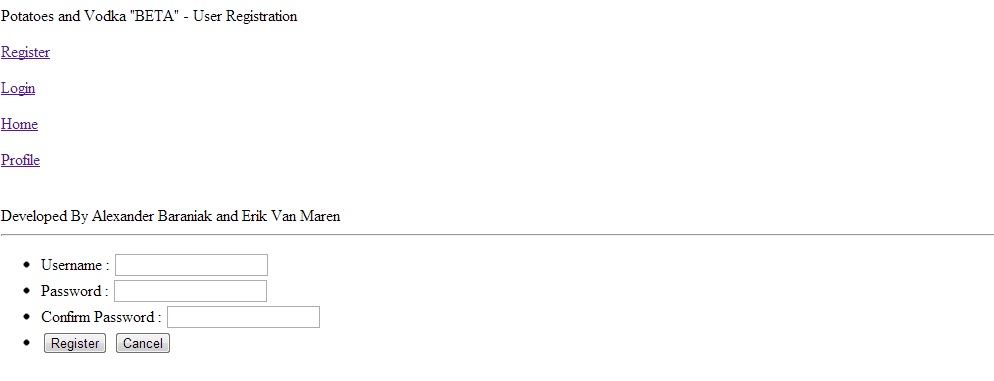 Potatoes and Vodka "BETA" - User Registration
Register
Login
Home
Profile
Developed By Alexander Baraniak and Erik Van Maren
Username :
Password :
Confirm Password :
Register Cancel